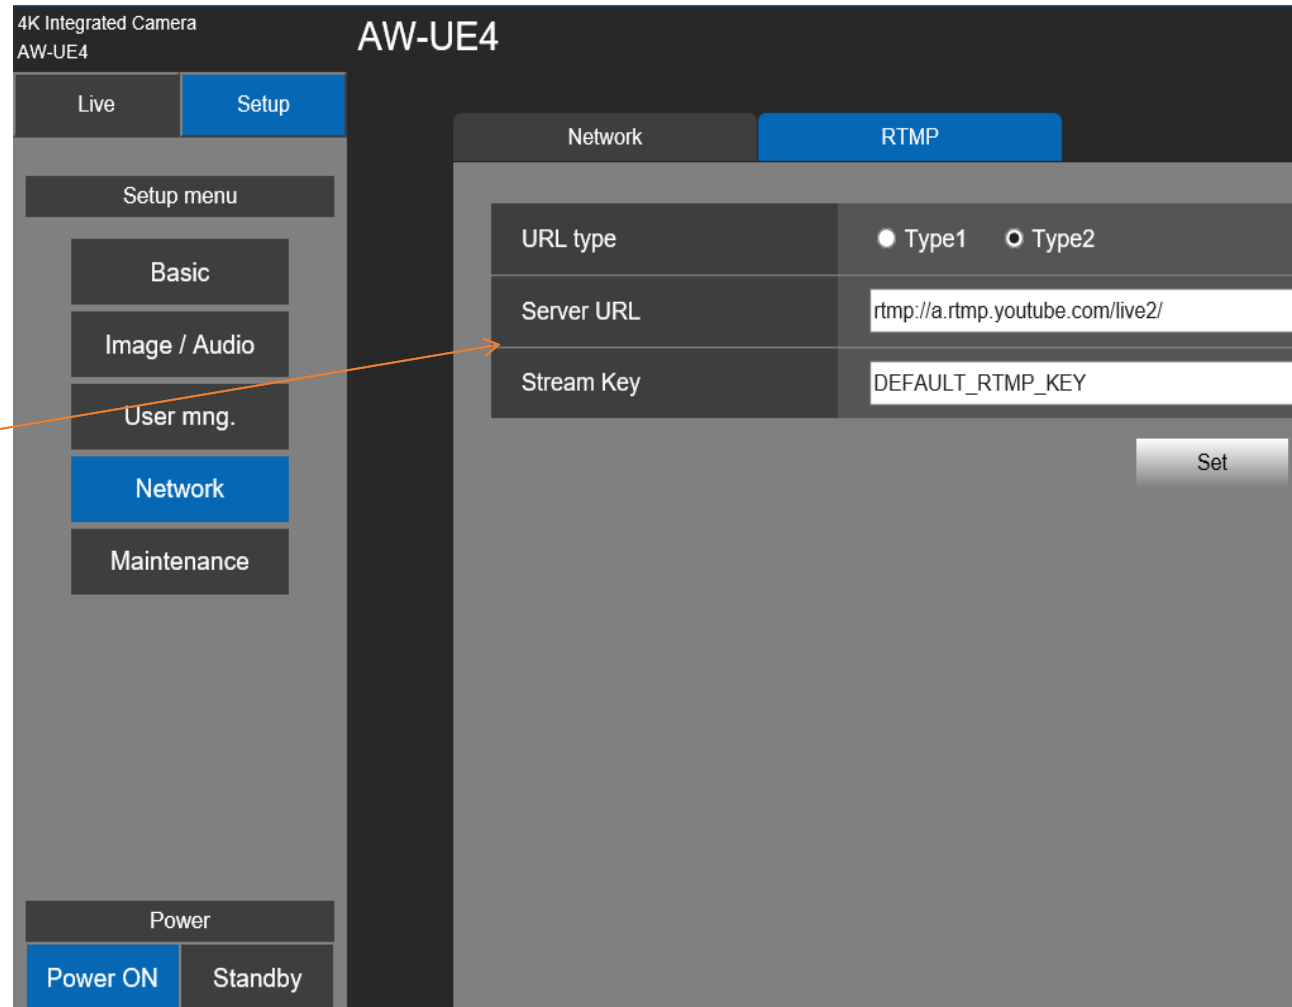 4K Integrated Camera
AW-UE4
AW-UE4
Live
Setup
Setup menu
Basic
Image / Audio
User mng.
Network
Maintenance
Power
Power ON
Standby
Network
RTMP
URL type
Type1
Type2
Server URL
rtmp://a.rtmp.youtube.com/live2/
Stream Key
DEFAULT_RTMP_KEY
Set